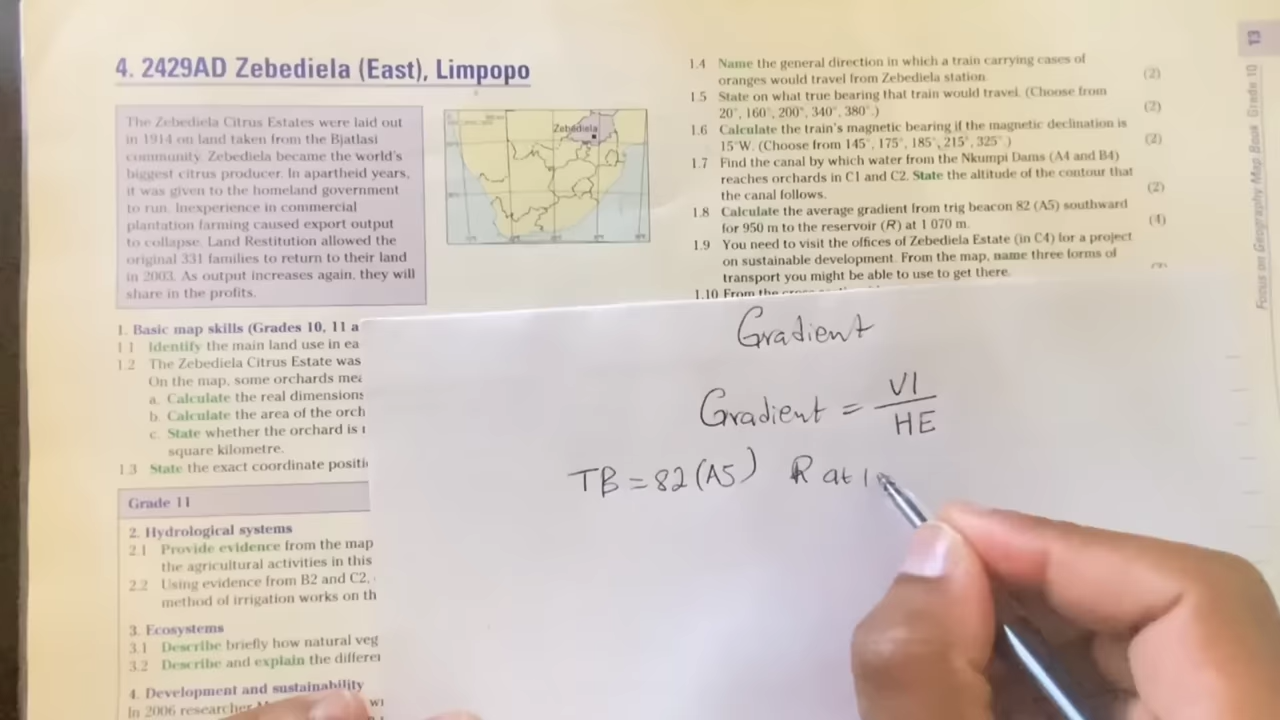 4. 2429AD Zebediela (East), Limpopo
The Zebediela Citrus Estates were laid out
in 1914 on land taken from the Bjatlasi
community. Zebediela became the world's
biggest citrus producer. In apartheid years,
it was given to the homeland government
to run. Inexperience in commercial
plantation farming caused export output
to collapse. Land Restitution allowed the
original 331 families to return to their land
in 2003. As output increases again, they will
share in the profits.
Zebediela
1. Basic map skills (Grades 10, 11 a
1.1 Identify the main land use in ea
1.2 The Zebediela Citrus Estate was
On the map, some orchards mea
a. Calculate the real dimensions
b. Calculate the area of the orch
c. State whether the orchard is
square kilometre.
1.3 State the exact coordinate positi
Grade 11
2. Hydrological systems
2.1 Provide evidence from the map
the agricultural activities in this
2.2 Using evidence from B2 and C2,
method of irrigation works on th
3. Ecosystems
3.1 Describe briefly how natural veg
3.2 Describe and explain the differe
4. Development and sustainability
In 2006 researcher
1.4 Name the general direction in which a train carrying cases of
oranges would travel from Zebediela station. (2)
1.5 State on what true bearing that train would travel. (Choose from
20°, 160°, 200°, 340°, 380°.) (2)
1.6 Calculate the train's magnetic bearing if the magnetic declination is
15°W. (Choose from 145°, 175°, 185°, 215°, 325°.) (2)
1.7 Find the canal by which water from the Nkumpi Dams (A4 and B4)
reaches orchards in C1 and C2. State the altitude of the contour that
the canal follows. (2)
1.8 Calculate the average gradient from trig beacon 82 (A5) southward
for 950 m to the reservoir (R) at 1 070 m. (4)
1.9 You need to visit the offices of Zebediela Estate (in C4) for a project
on sustainable development. From the map, name three forms of
transport you might be able to use to get there.
1.10 From the
Focus on Geography Map Book Grade 10 13
Gradient
Gradient = VI
HE
TB = 82 (A5) R at 1